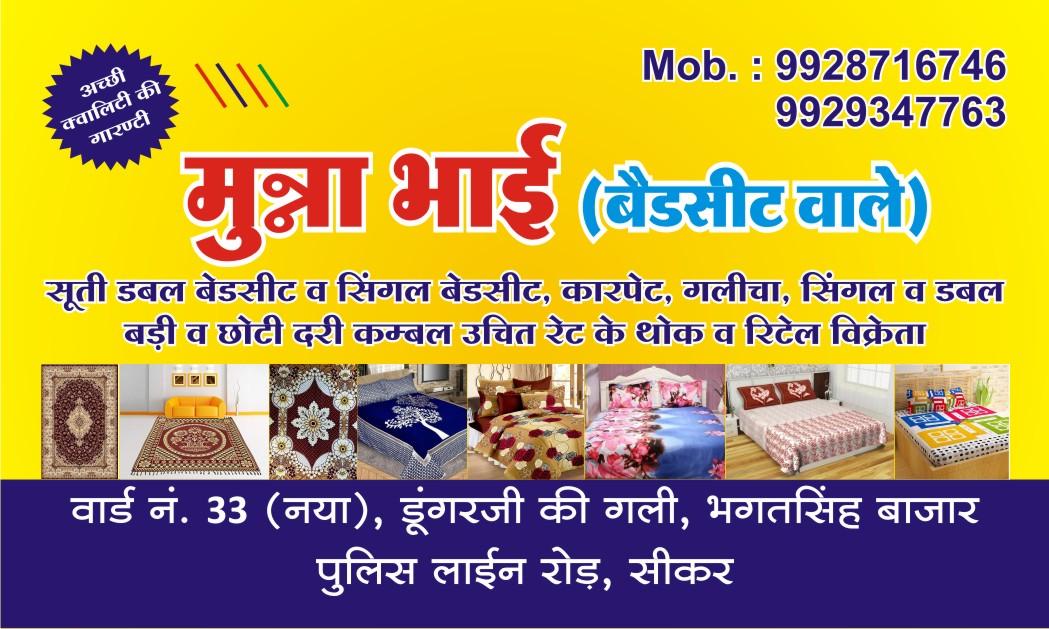 अच्छी
क्वालिटी की
गारण्टी
Mob. : 9928716746
9929347763
मुन्ना भाई (बैडसीट वाले)
सूती डबल बेडसीट व सिंगल बेडसीट, कारपेट, गलीचा, सिंगल व डबल
बड़ी व छोटी दरी कम्बल उचित रेट के थोक व रिटेल विक्रेता
वार्ड नं. 33 (नया), डूंगरजी की गली, भगतसिंह बाजार
पुलिस लाईन रोड़, सीकर